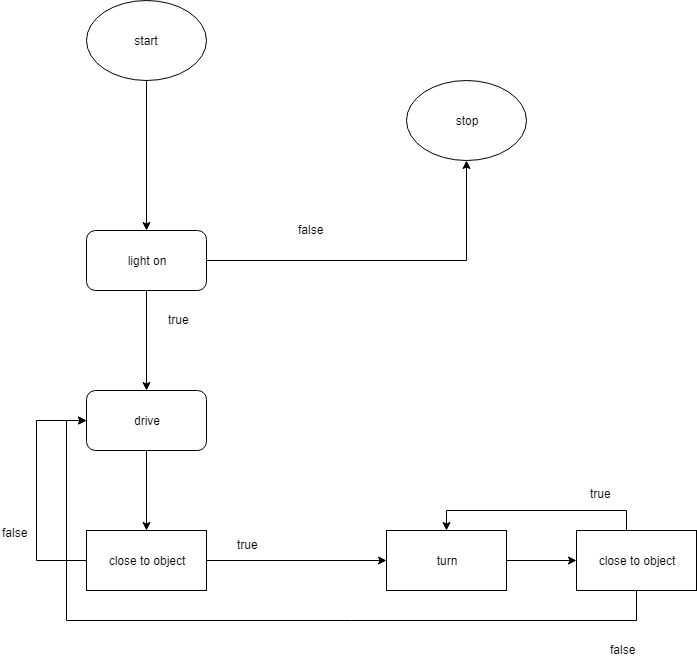 start
stop
false
light on
true
drive
true
false
true
close to object
turn
close to object
false